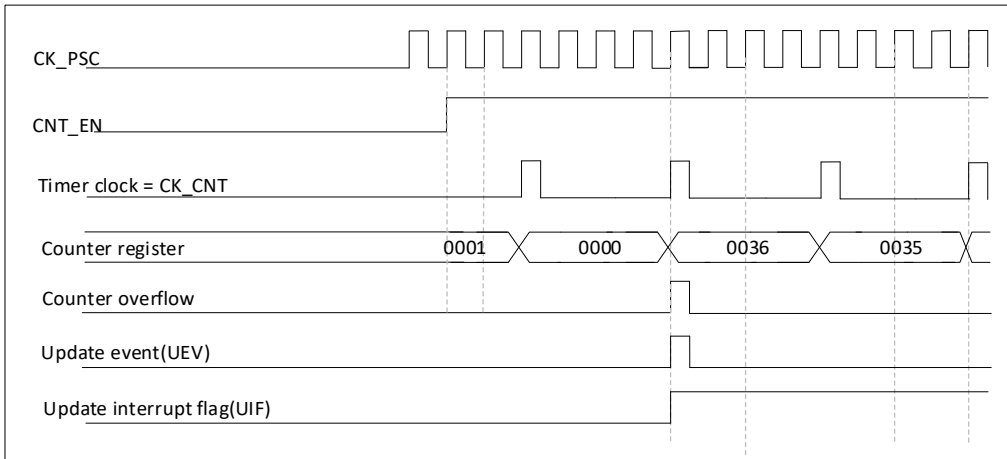 CK_PSC
CNT_EN
Timer clock = CK_CNT
Counter register 0001 0000 0036 0035
Counter overflow
Update event(UEV)
Update interrupt flag(UIF)